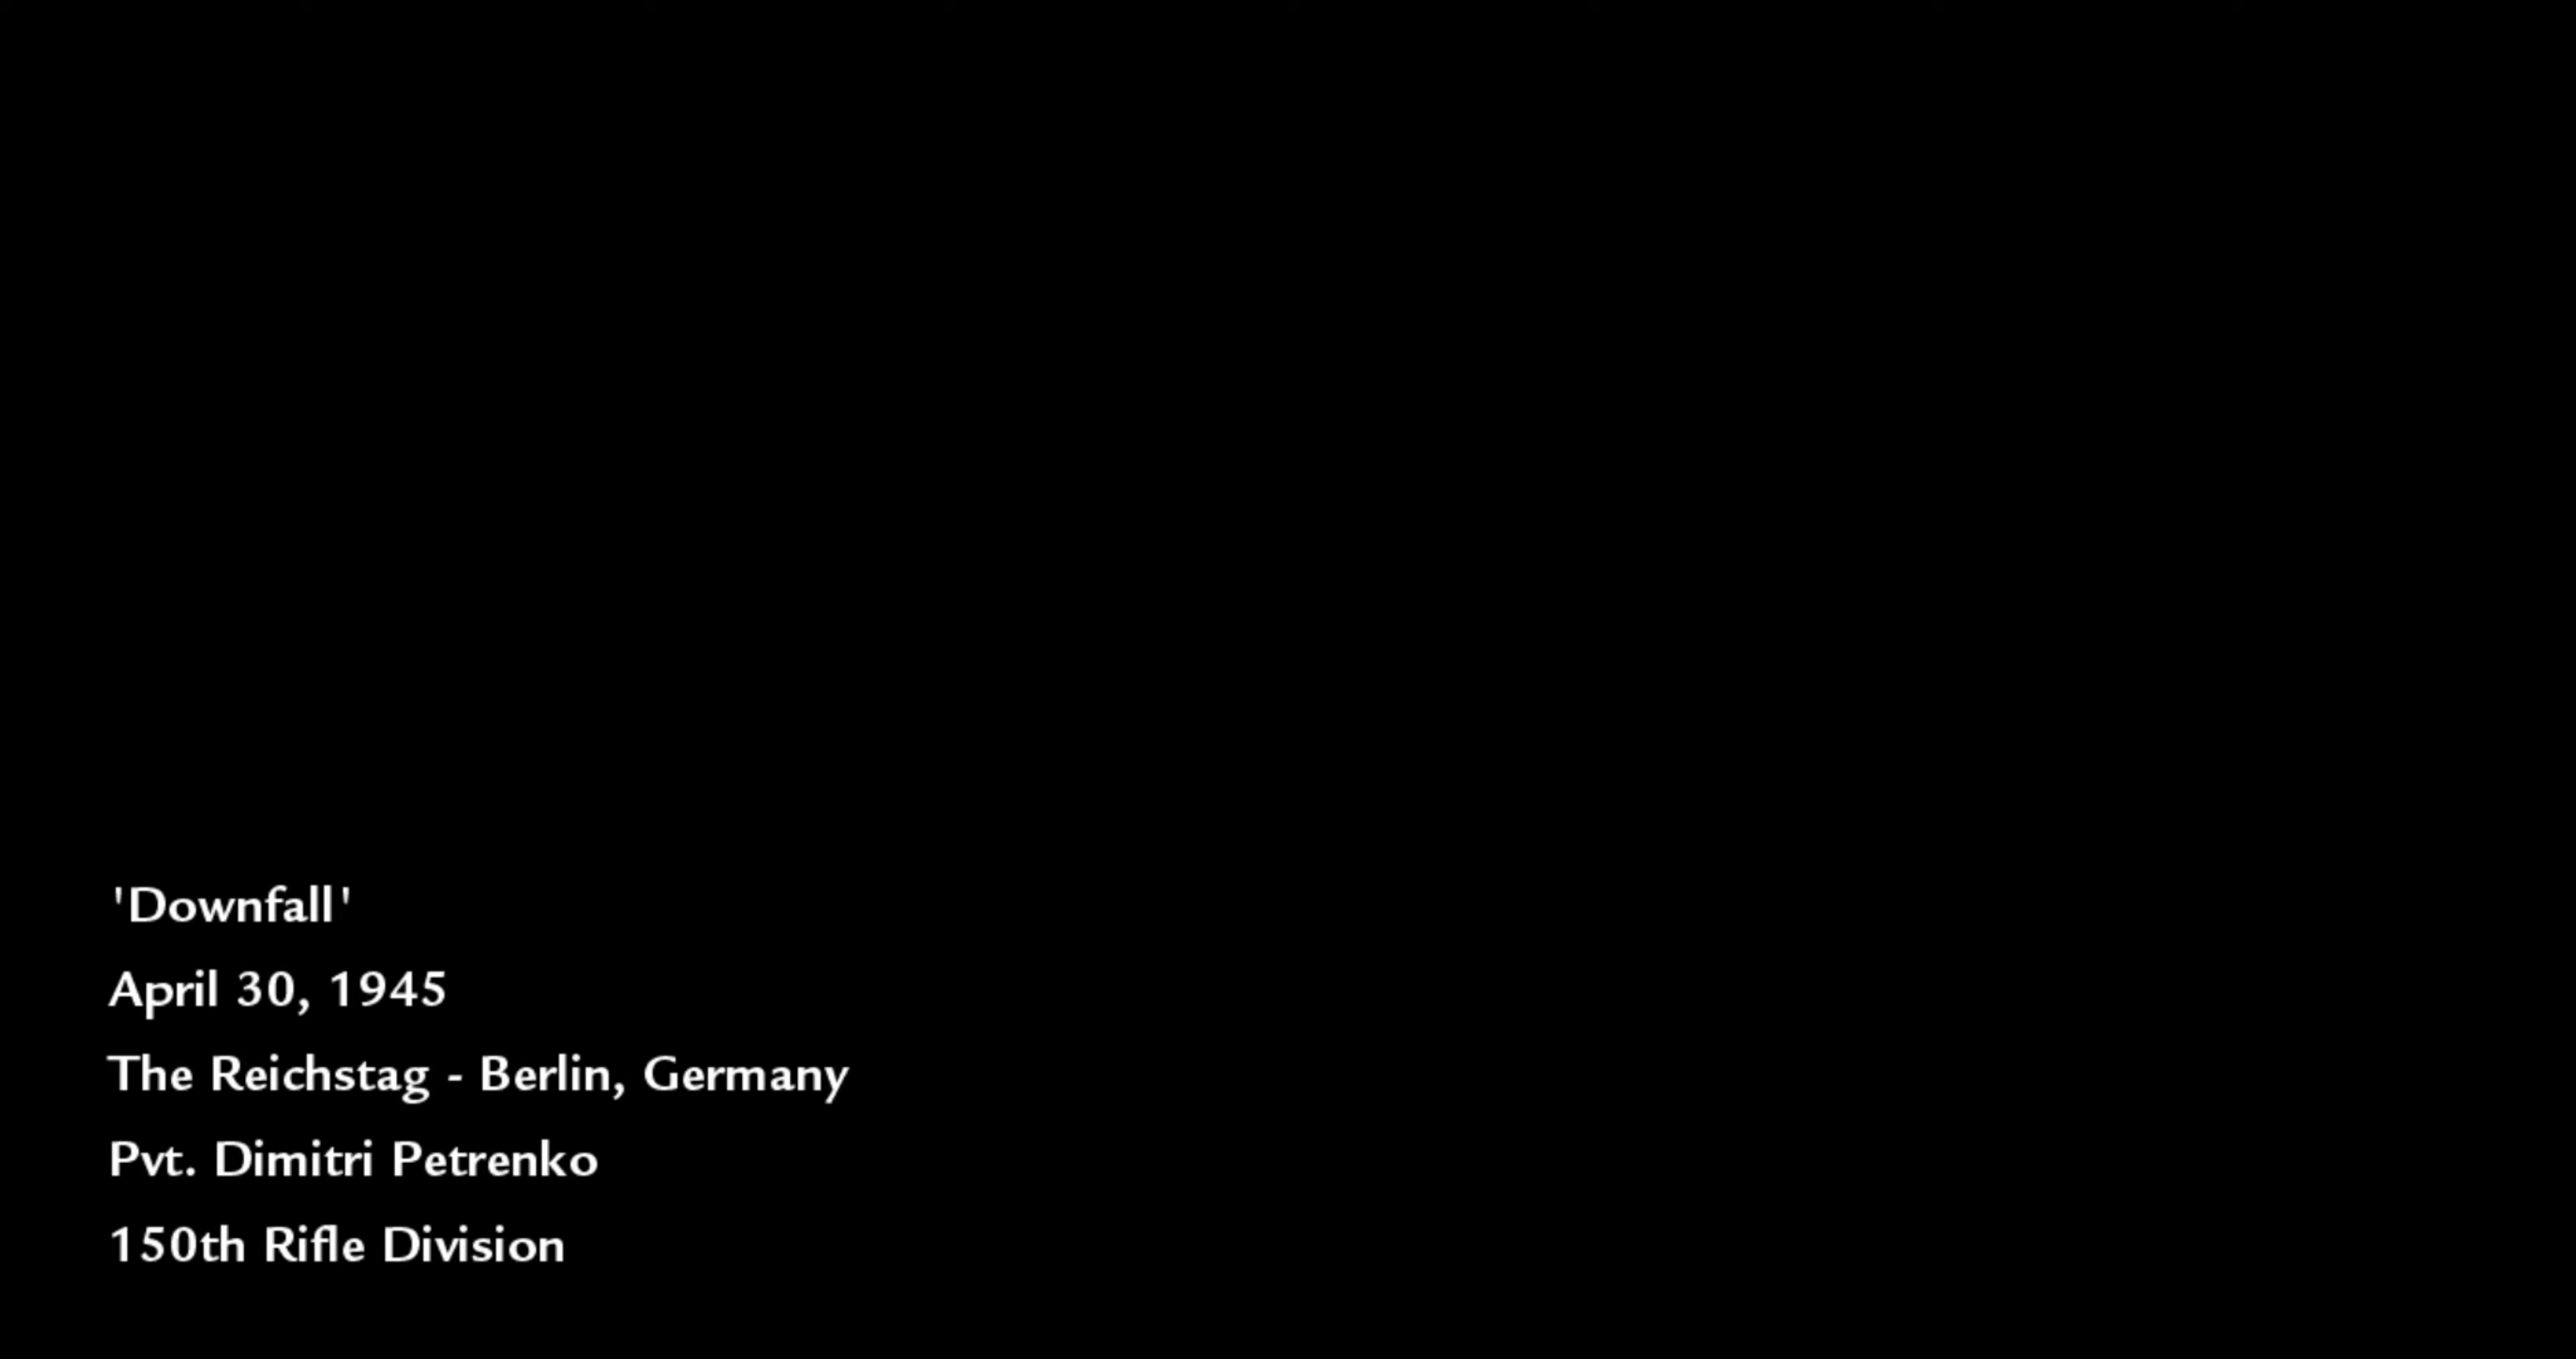 'Downfall'
April 30, 1945
The Reichstag - Berlin, Germany
Pvt. Dimitri Petrenko
150th Rifle Division